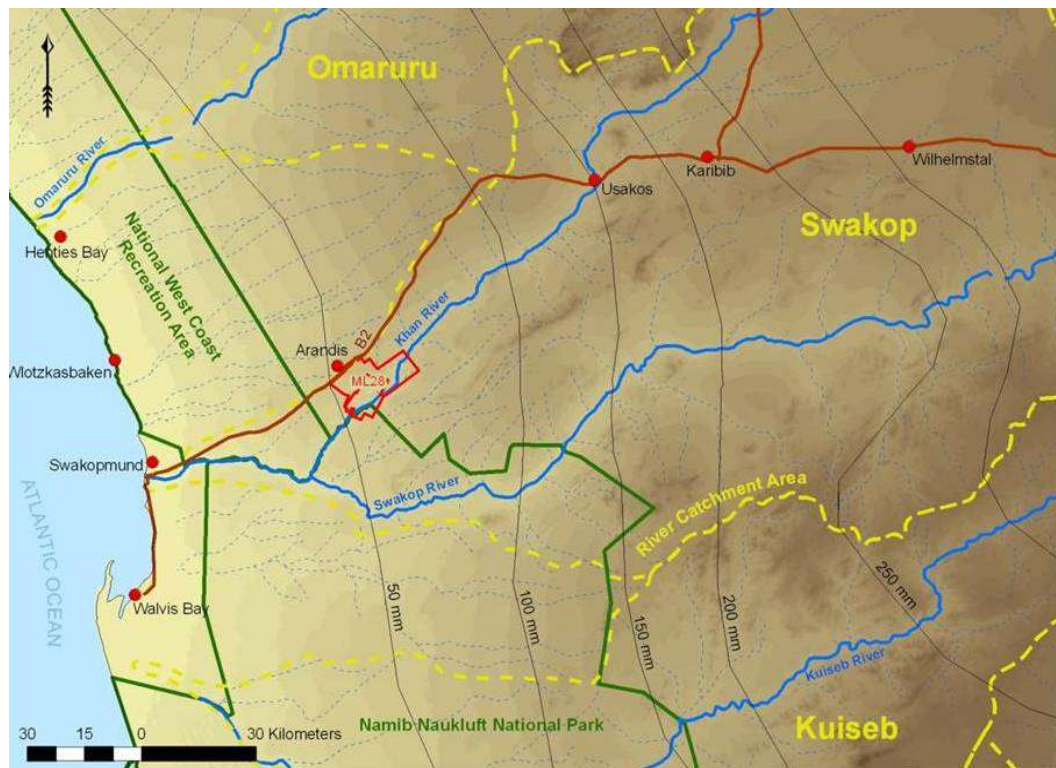 Omaruru
Omaruru River
Wilhelmstal
Karibib
Usakos
Swakop
National West Coast
Recreation Area
Henties Bay
Khan River
B2
Arandis
ML28
Wlotzkasbaken
Swakopmund
Swakop River
River Catchment Area
ATLANTIC OCEAN
50 mm
100 mm
150 mm
200 mm
250 mm
Walvis Bay
Kuiseb River
Namib Naukluft National Park
Kuiseb
30 15 0 30 Kilometers